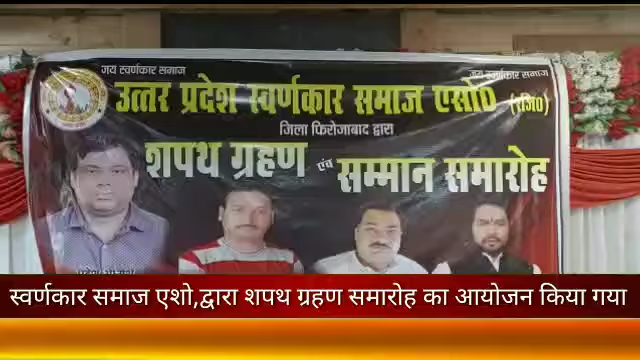 जय स्वर्णकार समाज
जय स्वर्णकार समाज
उत्तर प्रदेश स्वर्णकार समाज एसो० (रजि०)
जिला फिरोजाबाद द्वारा
शपथ ग्रहण एवं सम्मान समारोह
स्वर्णकार समाज एशो,द्वारा शपथ ग्रहण समारोह का आयोजन किया गया